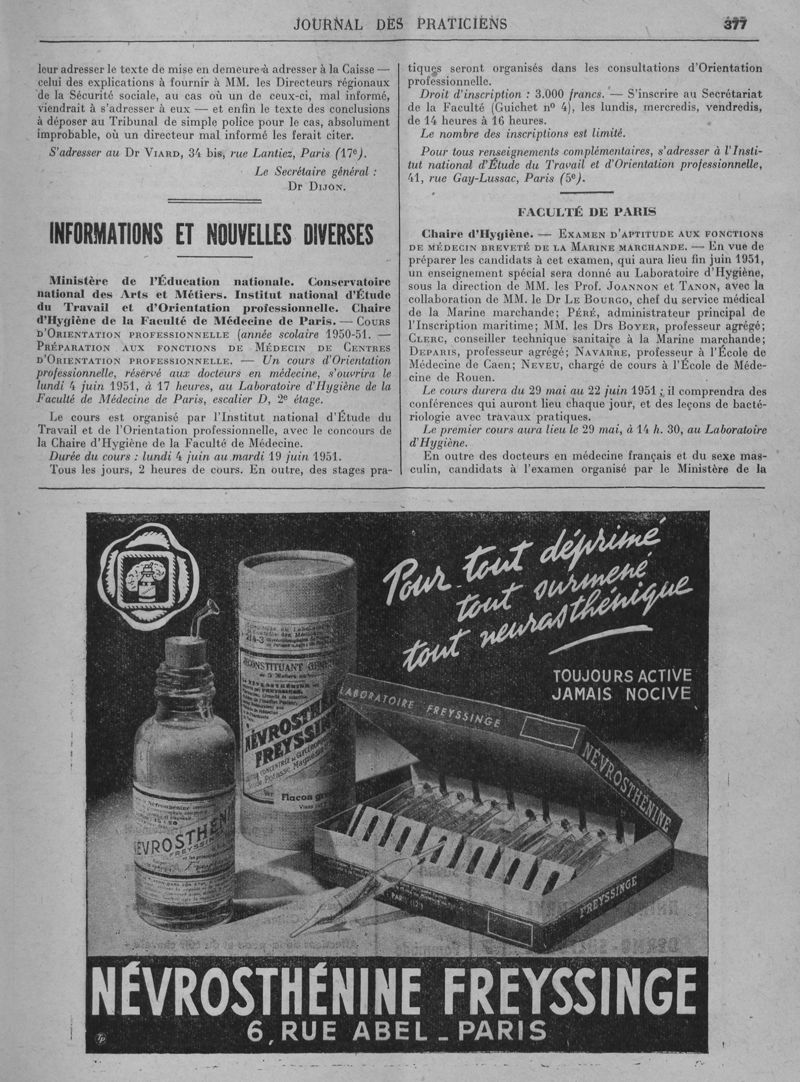 JOURNAL DES PRATICIENS
377
leur adresser le texte de mise en demeure à adresser à la Caisse —
celui des explications à fournir à MM. les Directeurs régionaux
de la Sécurité sociale, au cas où un de ceux-ci, mal informé,
viendrait à s'adresser à eux — et enfin le texte des conclusions
à déposer au Tribunal de simple police pour le cas, absolument
improbable, où un directeur mal informé les ferait citer.
S'adresser au Dr VIARD, 34 bis, rue Lantiez, Paris (17e).
Le Secrétaire général :
Dr DIJON.
INFORMATIONS ET NOUVELLES DIVERSES
Ministère de l'Éducation nationale. Conservatoire
national des Arts et Métiers. Institut national d'Étude
du Travail et d'Orientation professionnelle. Chaire
d'Hygiène de la Faculté de Médecine de Paris. — COURS
D'ORIENTATION PROFESSIONNELLE (année scolaire 1950-51. —
PRÉPARATION AUX FONCTIONS DE MÉDECIN DE CENTRES
D'ORIENTATION PROFESSIONNELLE. — Un cours d'Orientation
professionnelle, réservé aux docteurs en médecine, s'ouvrira le
lundi 4 juin 1951, à 17 heures, au Laboratoire d'Hygiène de la
Faculté de Médecine de Paris, escalier D, 2e étage.
Le cours est organisé par l'Institut national d'Étude du
Travail et de l'Orientation professionnelle, avec le concours de
la Chaire d'Hygiène de la Faculté de Médecine.
Durée du cours : lundi 4 juin au mardi 19 juin 1951.
Tous les jours, 2 heures de cours. En outre, des stages pra-
tiques seront organisés dans les consultations d'Orientation
professionnelle.
Droit d'inscription : 3.000 francs. — S'inscrire au Secrétariat
de la Faculté (Guichet nº 4), les lundis, mercredis, vendredis,
de 14 heures à 16 heures.
Le nombre des inscriptions est limité.
Pour tous renseignements complémentaires, s'adresser à l'Insti-
tut national d'Étude du Travail et d'Orientation professionnelle,
41, rue Gay-Lussac, Paris (5e).
FACULTÉ DE PARIS
Chaire d'Hygiène. — EXAMEN D'APTITUDE AUX FONCTIONS
DE MÉDECIN BREVETÉ DE LA MARINE MARCHANDE. — En vue de
préparer les candidats à cet examen, qui aura lieu fin juin 1951,
un enseignement spécial sera donné au Laboratoire d'Hygiène,
sous la direction de MM. les Prof. JOANNON et TANON, avec la
collaboration de MM. le Dr LE BOURGO, chef du service médical
de la Marine marchande; PÉRÉ, administrateur principal de
l'Inscription maritime; MM. les Drs BOYER, professeur agrégé;
CLERC, conseiller technique sanitaire à la Marine marchande;
DEPARIS, professeur agrégé; NAVARRE, professeur à l'École de
Médecine de Caen; NEVEU, chargé de cours à l'École de Méde-
cine de Rouen.
Le cours durera du 29 mai au 22 juin 1951; il comprendra des
conférences qui auront lieu chaque jour, et des leçons de bacté-
riologie avec travaux pratiques.
Le premier cours aura lieu le 29 mai, à 14 h. 30, au Laboratoire
d'Hygiène.
En outre des docteurs en médecine français et du sexe mas-
culin, candidats à l'examen organisé par le Ministère de la
Pour tout déprimé
tout surmené
tout neurasthénique
TOUJOURS ACTIVE
JAMAIS NOCIVE
NÉVROSTHÉNINE
FREYSSINGE
Flacon
LABORATOIRE FREYSSINGE
NÉVROSTHÉNINE
FREYSSINGE
PARIS (12e)
NÉVROSTHÉNINE FREYSSINGE
6, RUE ABEL - PARIS